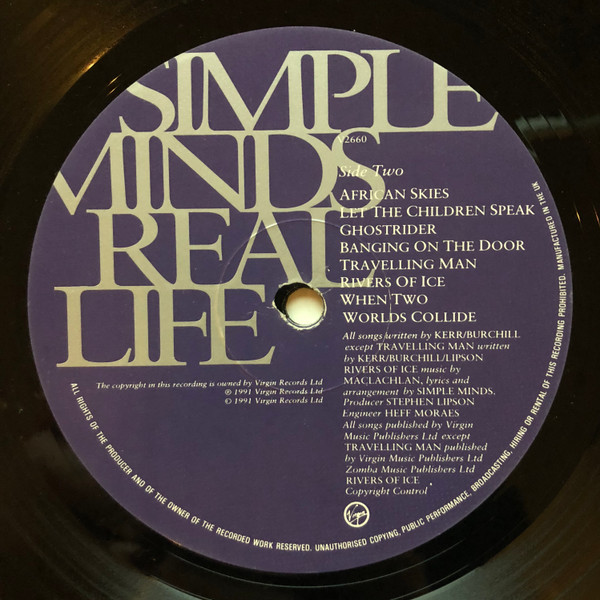 SIMPLE
MINDS
REAL
LIFE
V2660
Side Two
AFRICAN SKIES
LET THE CHILDREN SPEAK
GHOSTRIDER
BANGING ON THE DOOR
TRAVELLING MAN
RIVERS OF ICE
WHEN TWO
WORLDS COLLIDE
All songs written by KERR/BURCHILL
except TRAVELLING MAN written
by KERR/BURCHILL/LIPSON
RIVERS OF ICE music by
MACLACHLAN, lyrics and
arrangement by SIMPLE MINDS.
Producer STEPHEN LIPSON
Engineer HEFF MORAES
All songs published by Virgin
Music Publishers Ltd except
TRAVELLING MAN published
by Virgin Music Publishers Ltd
Zomba Music Publishers Ltd
RIVERS OF ICE
Copyright Control
The copyright in this recording is owned by Virgin Records Ltd
℗ 1991 Virgin Records Ltd
© 1991 Virgin Records Ltd
Virgin
ALL RIGHTS OF THE PRODUCER AND OF THE OWNER OF THE RECORDED WORK RESERVED. UNAUTHORISED COPYING, PUBLIC PERFORMANCE, BROADCASTING, HIRING OR RENTAL OF THIS RECORDING PROHIBITED. MANUFACTURED IN THE UK